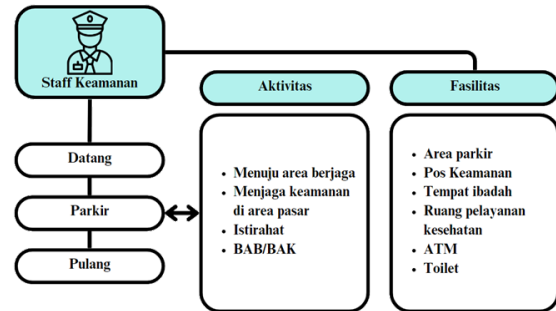 Staff Keamanan
Datang
Parkir
Pulang
Aktivitas
• Menuju area berjaga
• Menjaga keamanan
di area pasar
• Istirahat
• BAB/BAK
Fasilitas
• Area parkir
• Pos Keamanan
• Tempat ibadah
• Ruang pelayanan
kesehatan
• ATM
• Toilet